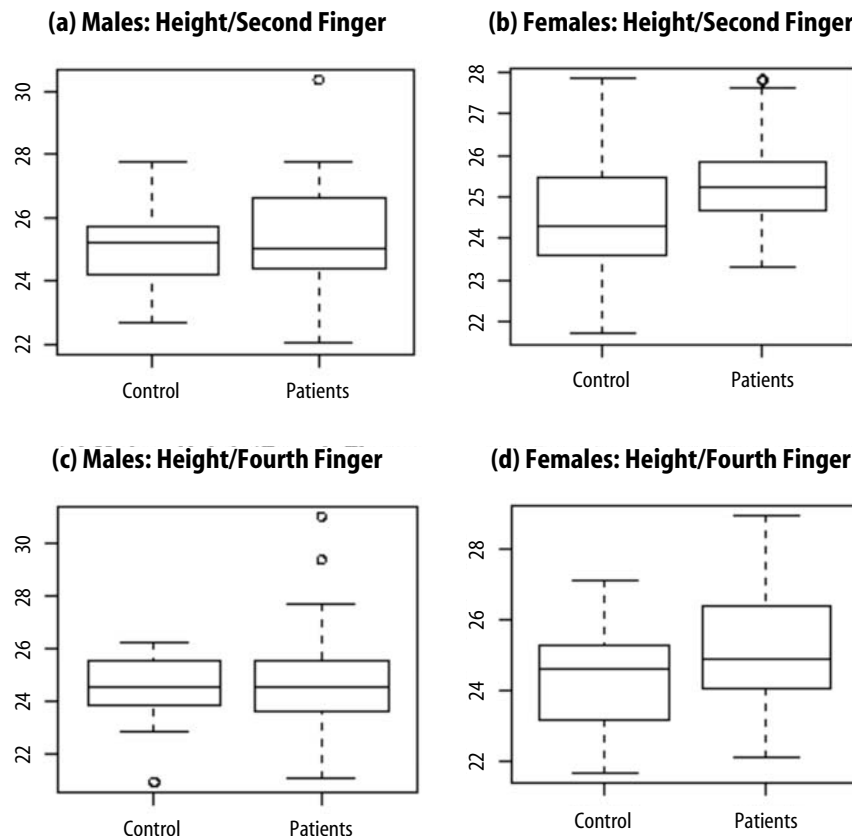 (a) Males: Height/Second Finger
30
28
26
24
22
Control Patients
(b) Females: Height/Second Finger
28
27
26
25
24
23
22
Control Patients
(c) Males: Height/Fourth Finger
30
28
26
24
22
Control Patients
(d) Females: Height/Fourth Finger
28
26
24
22
Control Patients